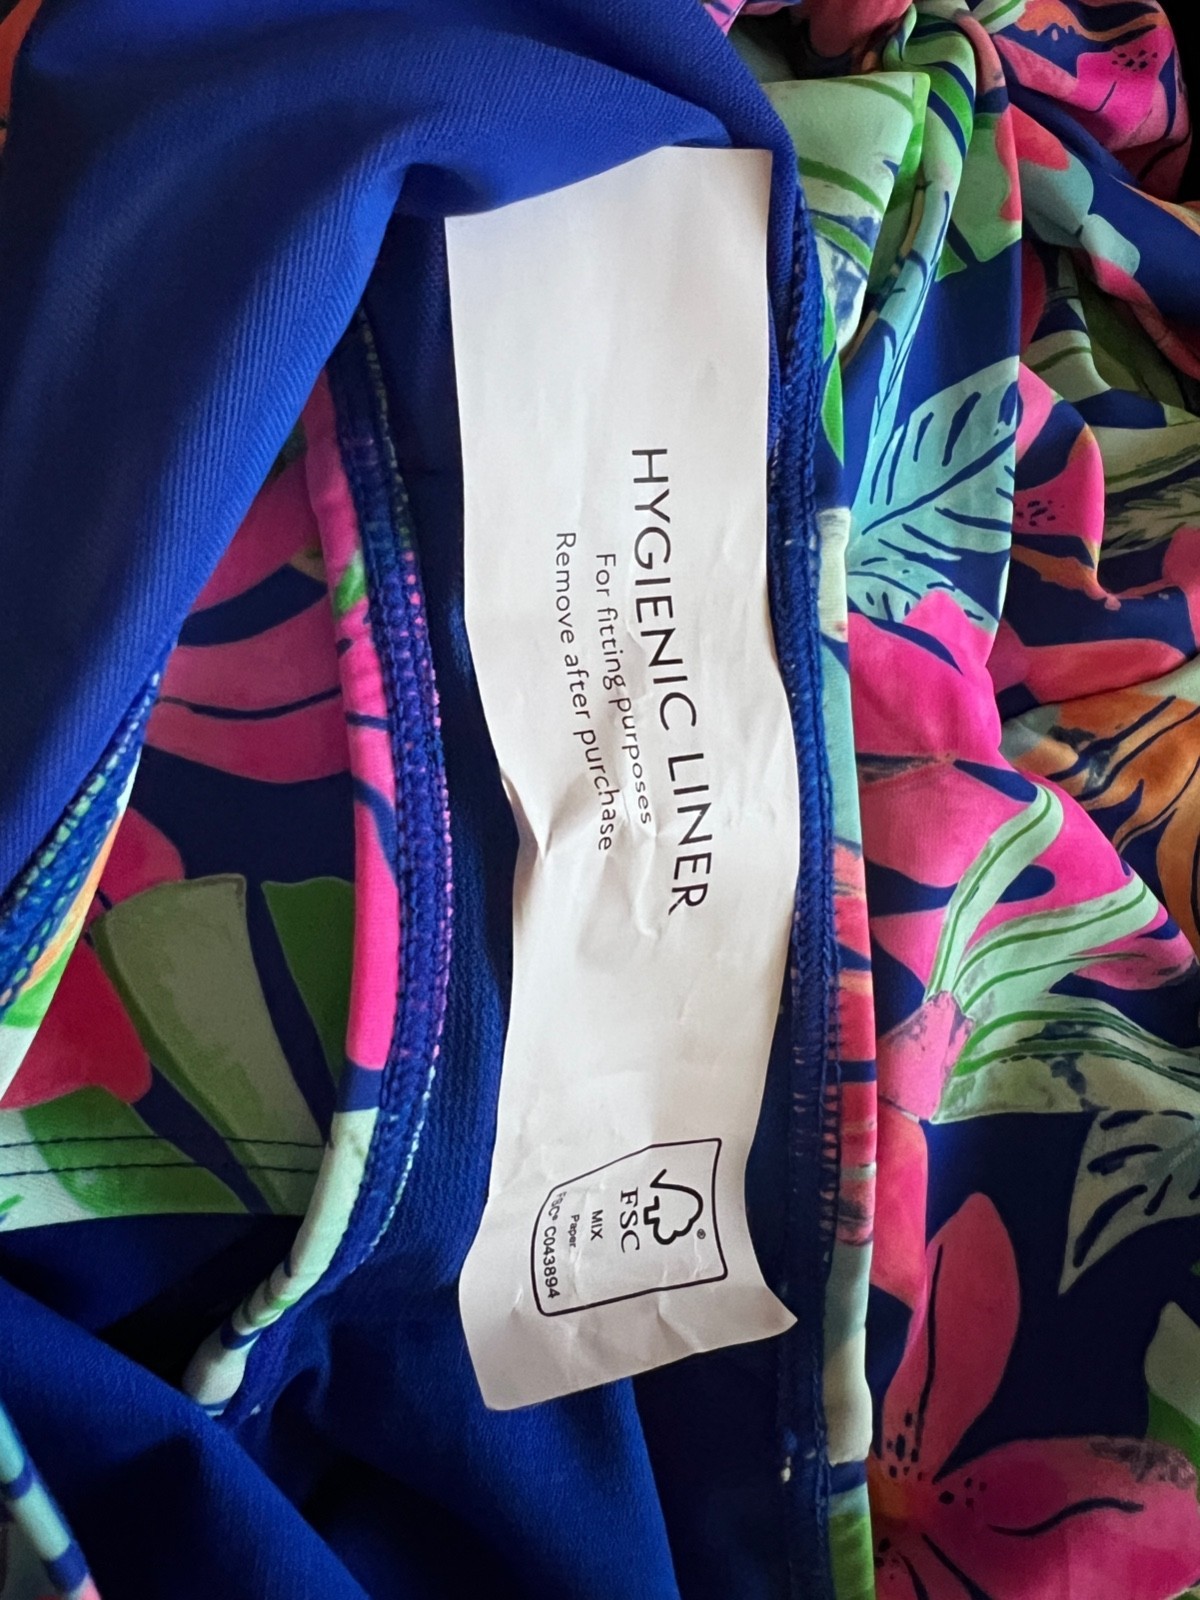 HYGIENIC LINER
For fitting purposes
Remove after purchase
®
FSC
MIX
Paper
FSC® C043894